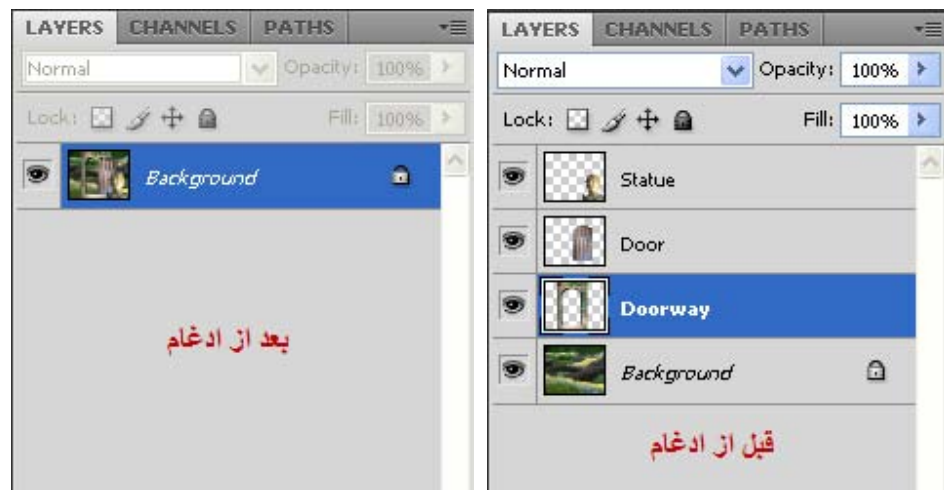 LAYERS CHANNELS PATHS
Normal Opacity: 100%
Lock: Fill: 100%
Background
بعد از ادغام
LAYERS CHANNELS PATHS
Normal Opacity: 100%
Lock: Fill: 100%
Statue
Door
Doorway
Background
قبل از ادغام